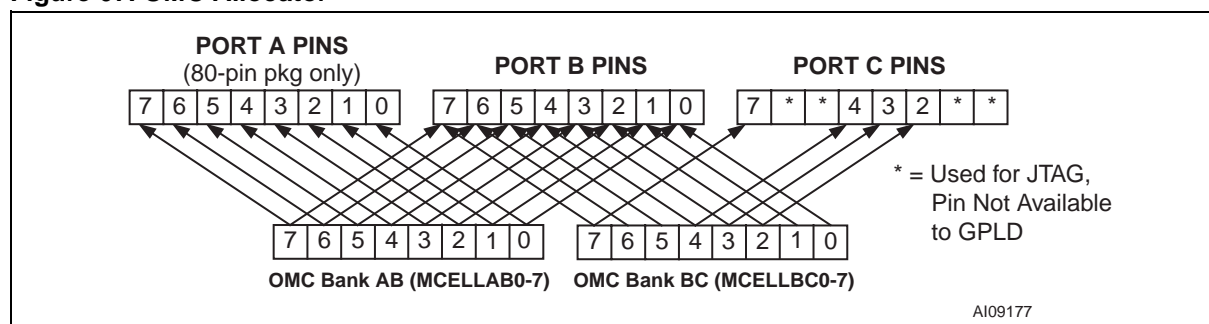 PORT A PINS
(80-pin pkg only)
PORT B PINS
PORT C PINS
7 6 5 4 3 2 1 0
7 6 5 4 3 2 1 0
7 * * 4 3 2 * *
* = Used for JTAG,
Pin Not Available
to GPLD
7 6 5 4 3 2 1 0
7 6 5 4 3 2 1 0
OMC Bank AB (MCELLAB0-7)
OMC Bank BC (MCELLBC0-7)
AI09177